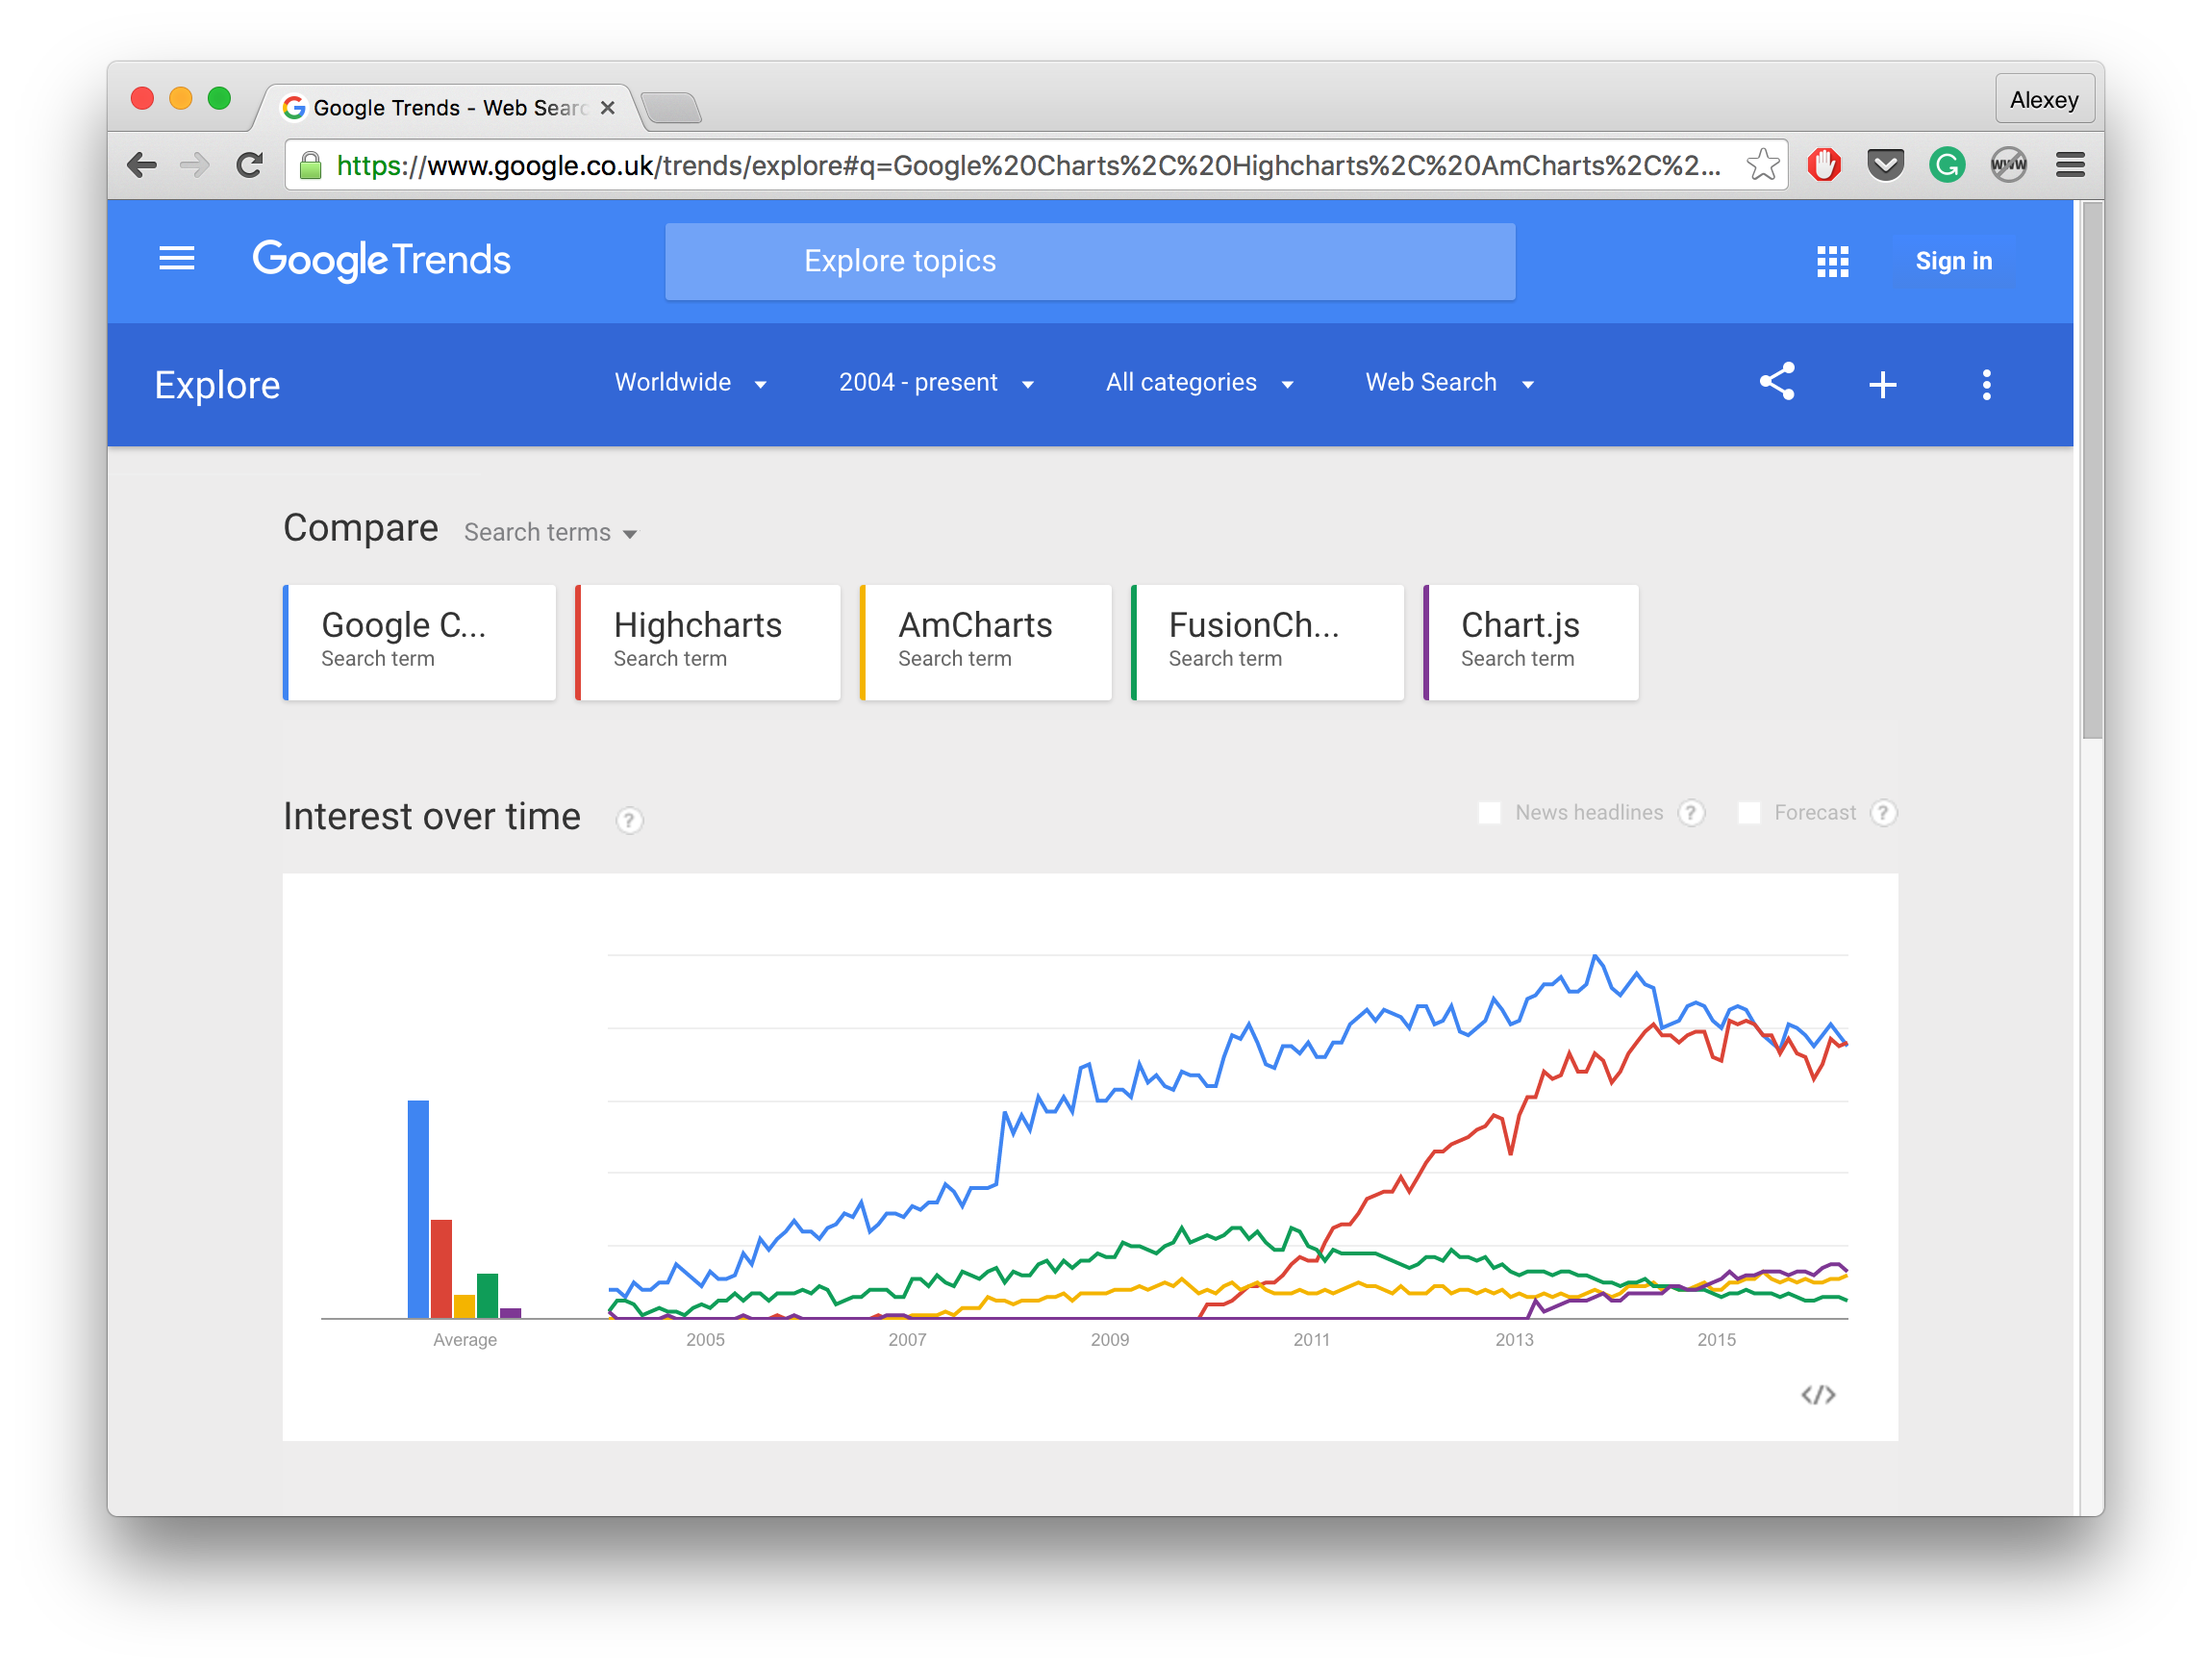 Google Trends - Web Searc
Alexey
https://www.google.co.uk/trends/explore#q=Google%20Charts%2C%20Highcharts%2C%20AmCharts%2C%2...
WWW
Google Trends
Explore topics
Sign in
Explore
Worldwide
2004 - present
All categories
Web Search
Compare
Search terms
Google C...
Search term
Highcharts
Search term
AmCharts
Search term
FusionCh...
Search term
Chart.js
Search term
Interest over time
?
News headlines
?
Forecast
?
Average
2005
2007
2009
2011
2013
2015
</>